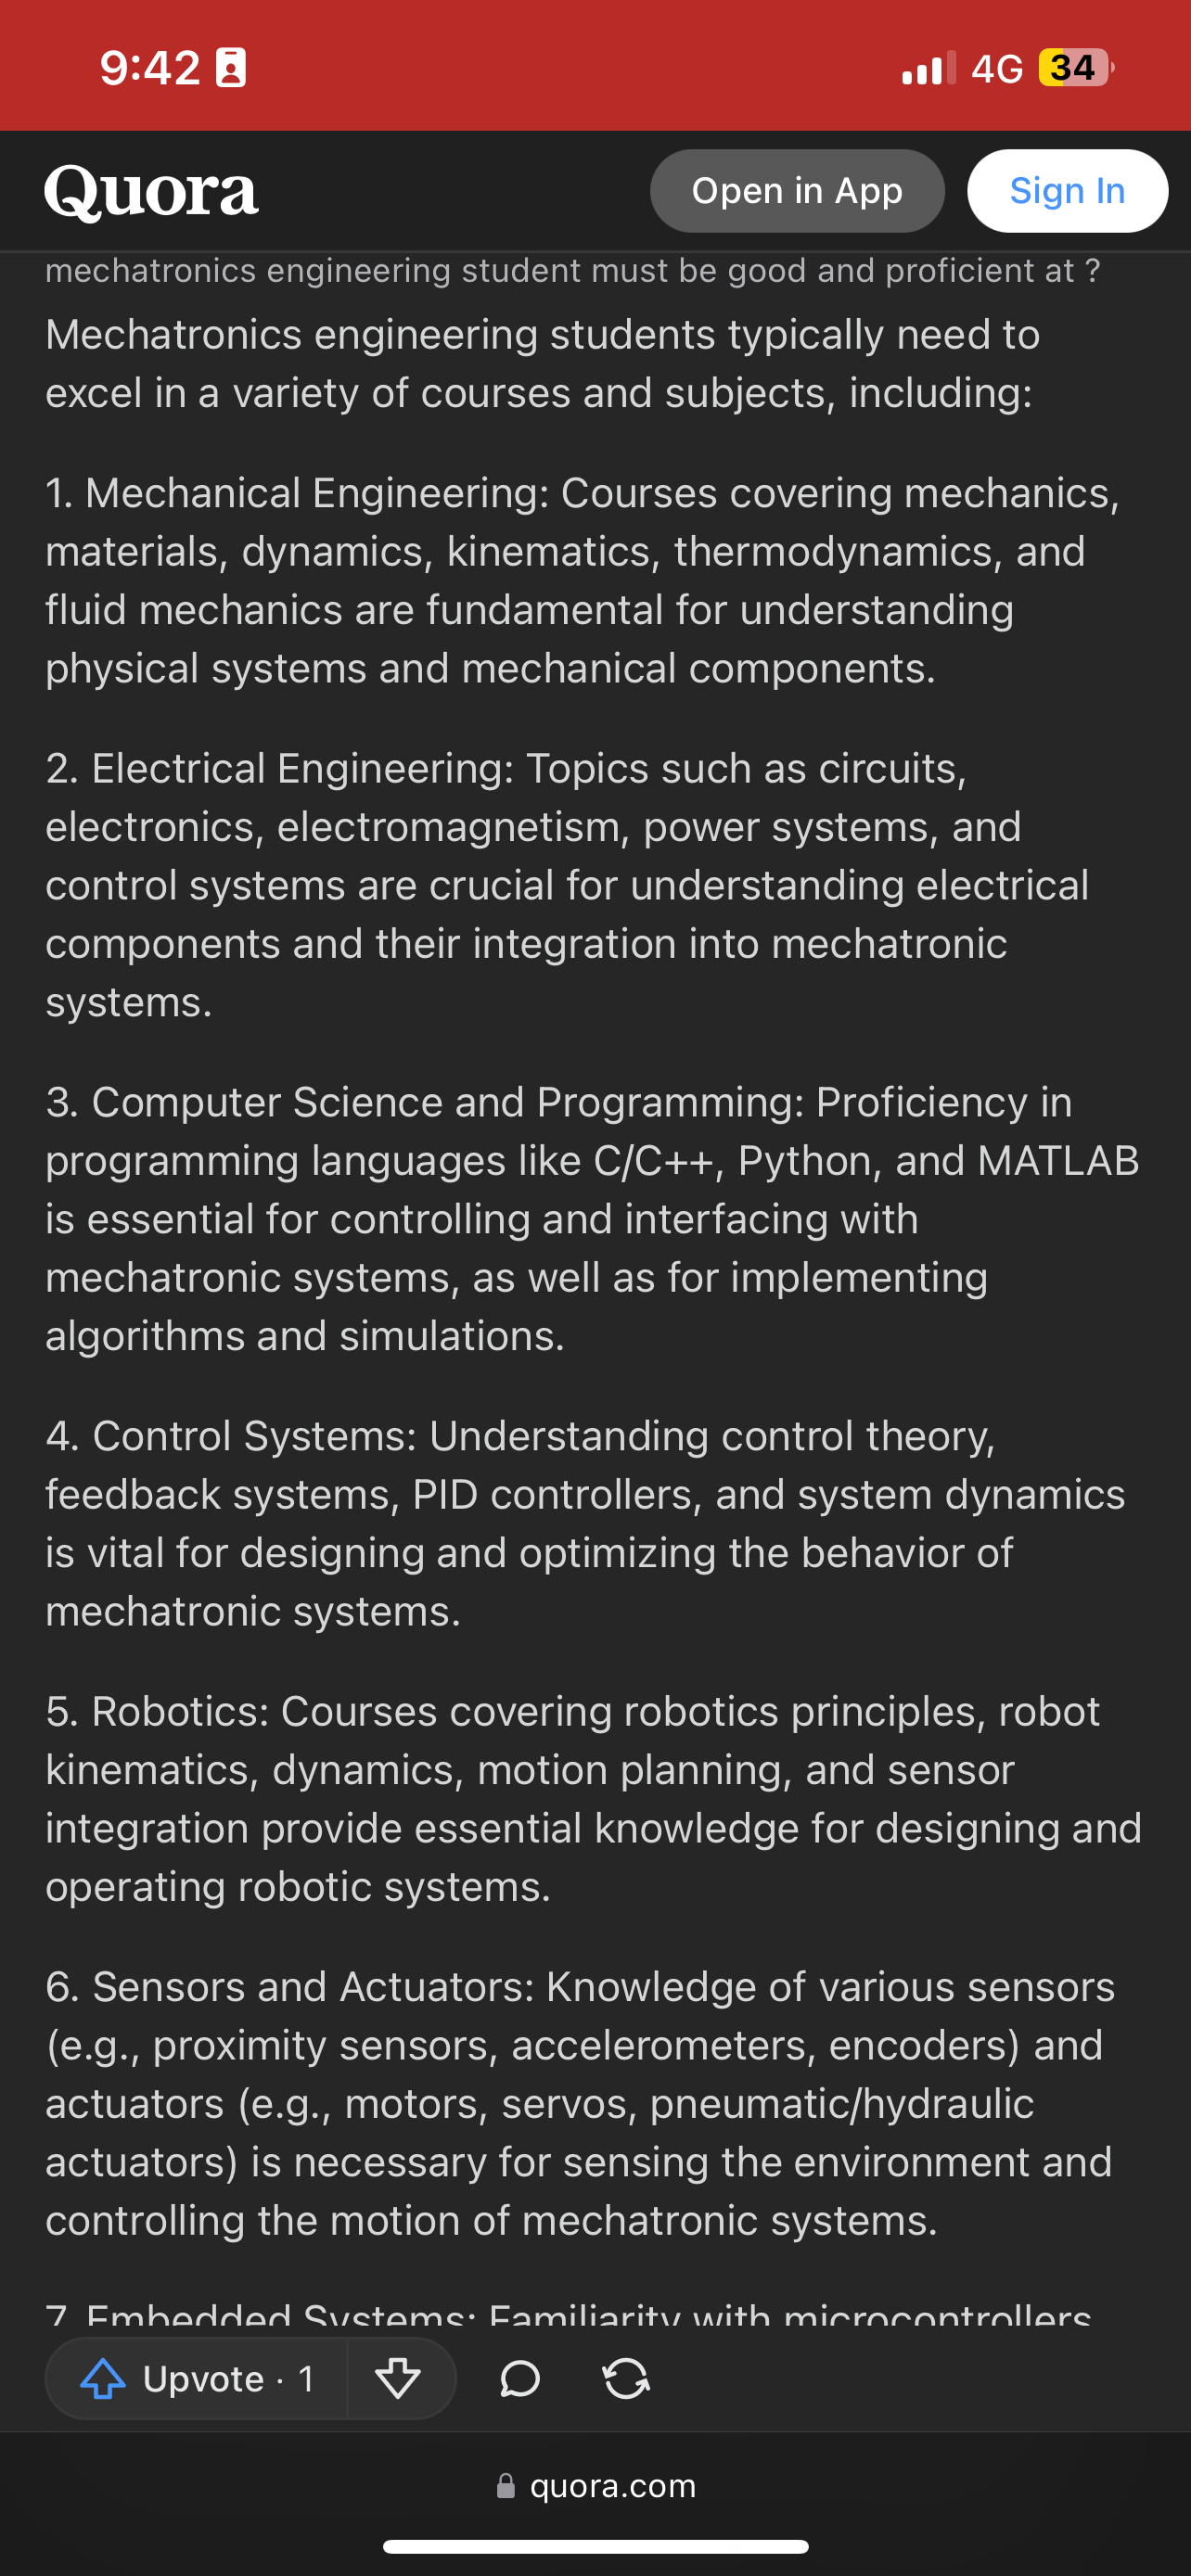 9:42
4G 34
Quora
Open in App
Sign In
mechatronics engineering student must be good and proficient at ?
Mechatronics engineering students typically need to
excel in a variety of courses and subjects, including:
1. Mechanical Engineering: Courses covering mechanics,
materials, dynamics, kinematics, thermodynamics, and
fluid mechanics are fundamental for understanding
physical systems and mechanical components.
2. Electrical Engineering: Topics such as circuits,
electronics, electromagnetism, power systems, and
control systems are crucial for understanding electrical
components and their integration into mechatronic
systems.
3. Computer Science and Programming: Proficiency in
programming languages like C/C++, Python, and MATLAB
is essential for controlling and interfacing with
mechatronic systems, as well as for implementing
algorithms and simulations.
4. Control Systems: Understanding control theory,
feedback systems, PID controllers, and system dynamics
is vital for designing and optimizing the behavior of
mechatronic systems.
5. Robotics: Courses covering robotics principles, robot
kinematics, dynamics, motion planning, and sensor
integration provide essential knowledge for designing and
operating robotic systems.
6. Sensors and Actuators: Knowledge of various sensors
(e.g., proximity sensors, accelerometers, encoders) and
actuators (e.g., motors, servos, pneumatic/hydraulic
actuators) is necessary for sensing the environment and
controlling the motion of mechatronic systems.
7. Embedded Systems: Familiarity with microcontrollers
Upvote · 1
quora.com